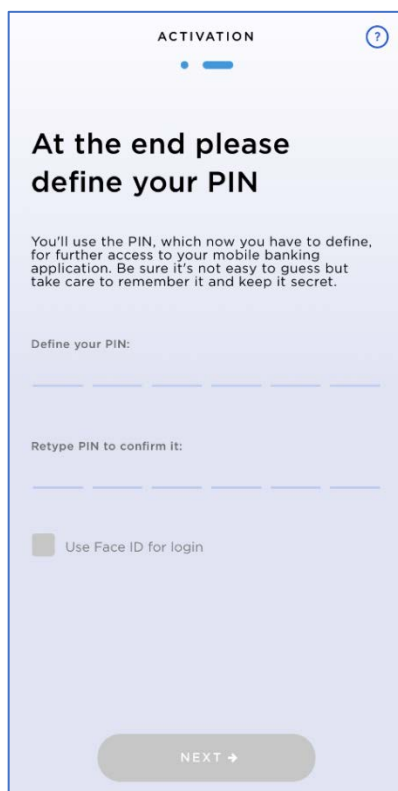 ACTIVATION
?
At the end please
define your PIN
You'll use the PIN, which now you have to define,
for further access to your mobile banking
application. Be sure it's not easy to guess but
take care to remember it and keep it secret.
Define your PIN:
Retype PIN to confirm it:
Use Face ID for login
NEXT →